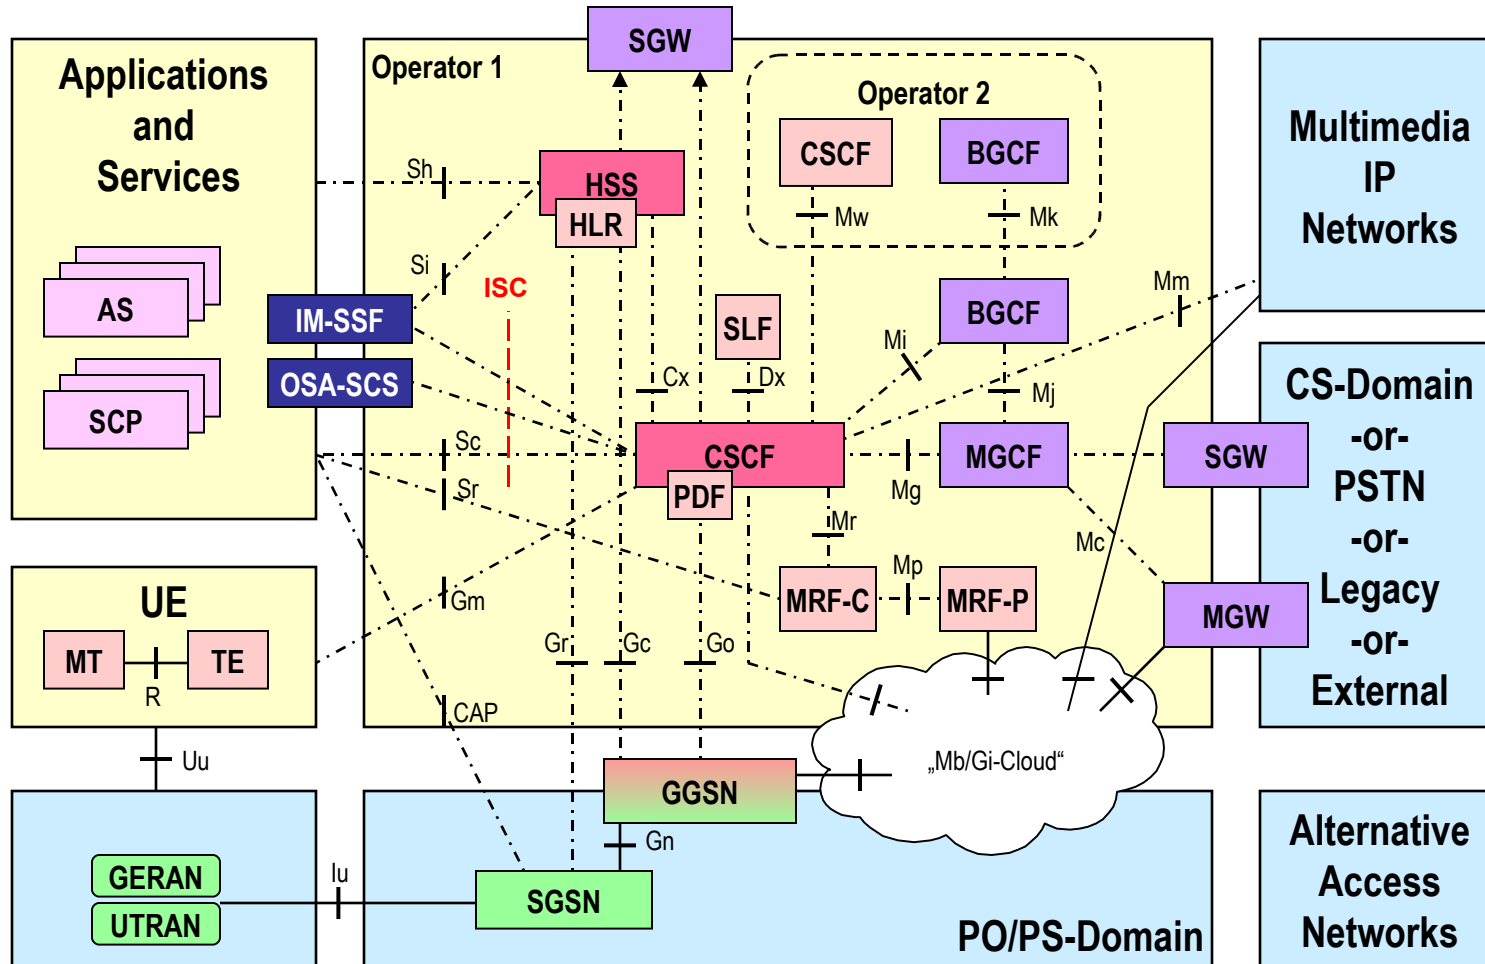 SGW
Applications
and
Services
Operator 1
Operator 2
Multimedia
IP
Networks
CSCF
BGCF
Sh
HSS
HLR
Mw
Mk
Si
ISC
Mm
AS
IM-SSF
SLF
BGCF
Mi
OSA-SCS
Cx
Dx
Mj
CS-Domain
-or-
PSTN
-or-
Legacy
-or-
External
SCP
Sc
CSCF
PDF
Mg
MGCF
SGW
Sr
Mr
Mc
Mp
UE
Gm
MRF-C
MRF-P
MGW
MT
TE
R
Gr
Gc
Go
CAP
Uu
„Mb/Gi-Cloud“
GGSN
Gn
GERAN
UTRAN
Iu
SGSN
PO/PS-Domain
Alternative
Access
Networks